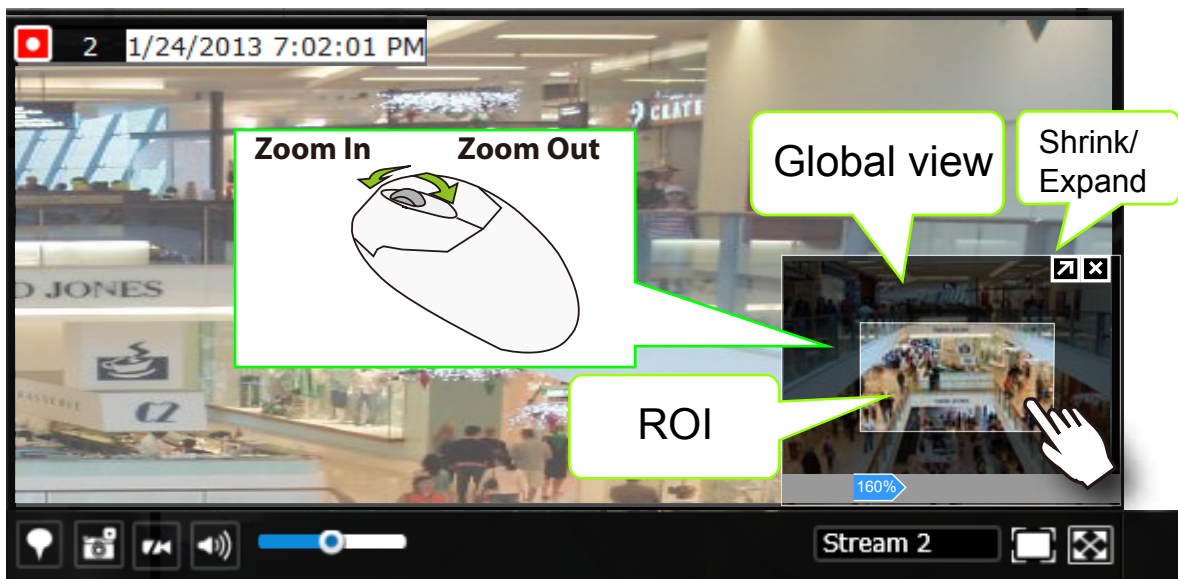 2 1/24/2013 7:02:01 PM
CRATE
Zoom In Zoom Out
Global view
Shrink/
Expand
D JONES
ROI
160%
Stream 2